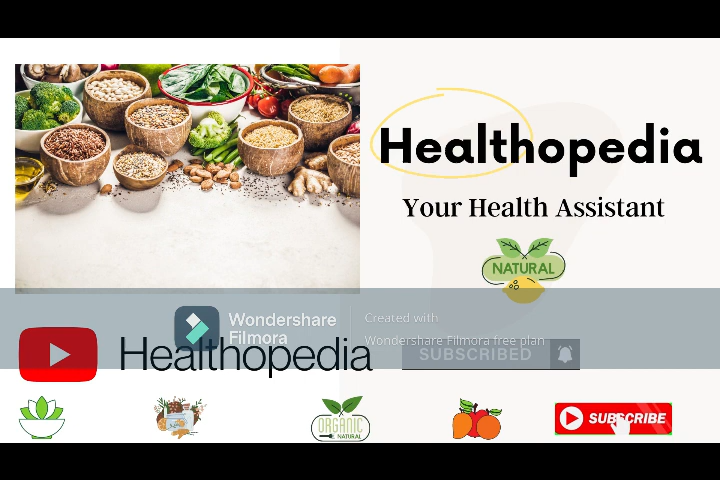 Healthopedia
Your Health Assistant
NATURAL
Wondershare
Filmora
Created with
Wondershare Filmora free plan
Healthopedia
SUBSCRIBED
ORGANIC
NATURAL
SUBSCRIBE